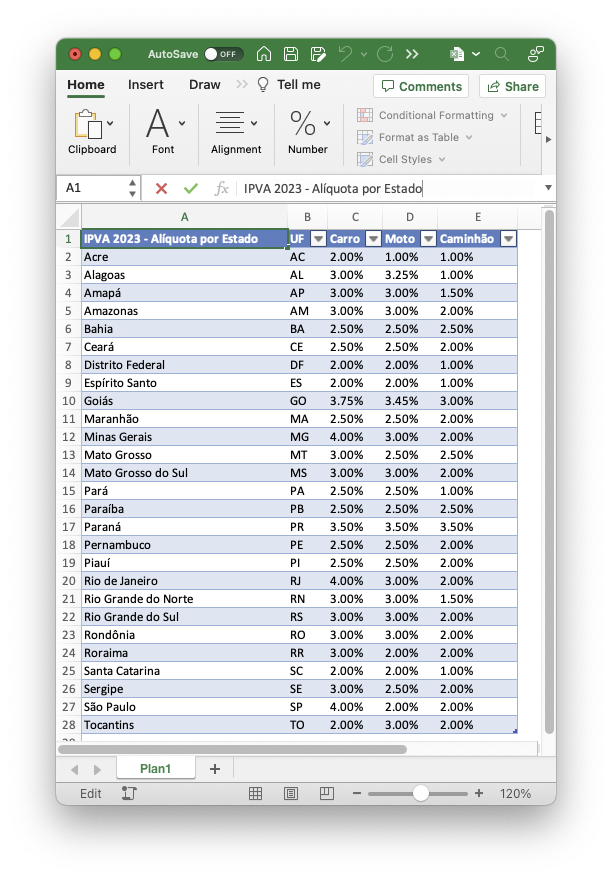 AutoSave OFF
Home Insert Draw Tell me Comments Share
Clipboard Font Alignment Number
Conditional Formatting
Format as Table
Cell Styles
A1 fx IPVA 2023 - Alíquota por Estado
A B C D E
1 IPVA 2023 - Alíquota por Estado UF Carro Moto Caminhão
2 Acre AC 2.00% 1.00% 1.00%
3 Alagoas AL 3.00% 3.25% 1.00%
4 Amapá AP 3.00% 3.00% 1.50%
5 Amazonas AM 3.00% 3.00% 2.00%
6 Bahia BA 2.50% 2.50% 2.50%
7 Ceará CE 2.50% 2.50% 2.00%
8 Distrito Federal DF 2.00% 2.00% 1.00%
9 Espírito Santo ES 2.00% 2.00% 1.00%
10 Goiás GO 3.75% 3.45% 3.00%
11 Maranhão MA 2.50% 2.50% 2.00%
12 Minas Gerais MG 4.00% 3.00% 2.00%
13 Mato Grosso MT 3.00% 2.50% 2.50%
14 Mato Grosso do Sul MS 3.00% 3.00% 2.00%
15 Pará PA 2.50% 2.50% 1.00%
16 Paraíba PB 2.50% 2.50% 2.50%
17 Paraná PR 3.50% 3.50% 3.50%
18 Pernambuco PE 2.50% 2.50% 2.00%
19 Piauí PI 2.50% 2.50% 2.00%
20 Rio de Janeiro RJ 4.00% 3.00% 2.00%
21 Rio Grande do Norte RN 3.00% 3.00% 1.50%
22 Rio Grande do Sul RS 3.00% 3.00% 2.00%
23 Rondônia RO 3.00% 3.00% 2.00%
24 Roraima RR 3.00% 2.00% 2.00%
25 Santa Catarina SC 2.00% 2.00% 1.00%
26 Sergipe SE 3.00% 2.50% 2.00%
27 São Paulo SP 4.00% 2.00% 2.00%
28 Tocantins TO 2.00% 3.00% 2.00%
Plan1
Edit 120%